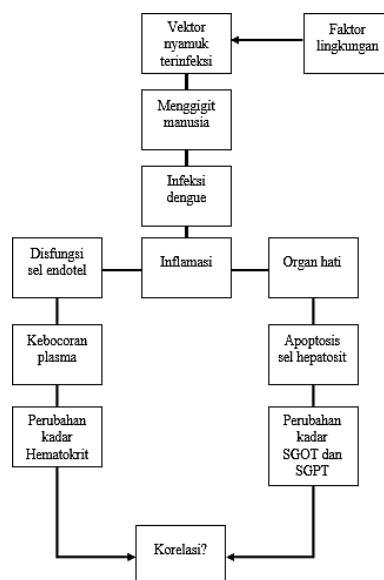 Vektor
nyamuk
terinfeksi
Faktor
lingkungan
Menggigit
manusia
Infeksi
dengue
Disfungsi
sel endotel
Inflamasi
Organ hati
Kebocoran
plasma
Apoptosis
sel hepatosit
Perubahan
kadar
Hematokrit
Perubahan
kadar
SGOT dan
SGPT
Korelasi?